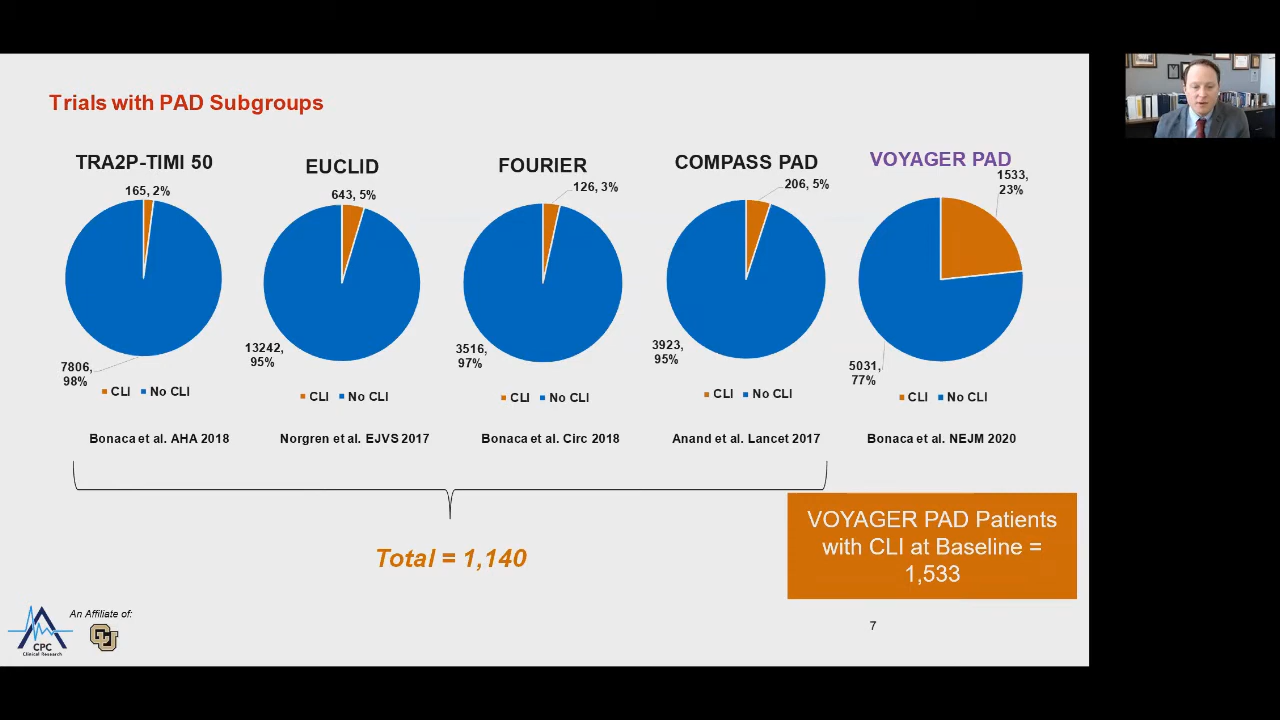 Trials with PAD Subgroups
TRA2P-TIMI 50
165, 2%
7806,
98%
CLI No CLI
Bonaca et al. AHA 2018
EUCLID
643, 5%
13242,
95%
CLI No CLI
Norgren et al. EJVS 2017
FOURIER
126, 3%
3516,
97%
CLI No CLI
Bonaca et al. Circ 2018
COMPASS PAD
206, 5%
3923,
95%
CLI No CLI
Anand et al. Lancet 2017
VOYAGER PAD
1533,
23%
5031,
77%
CLI No CLI
Bonaca et al. NEJM 2020
Total = 1,140
VOYAGER PAD Patients
with CLI at Baseline =
1,533
An Affiliate of:
CPC
Clinical Research
CU
7